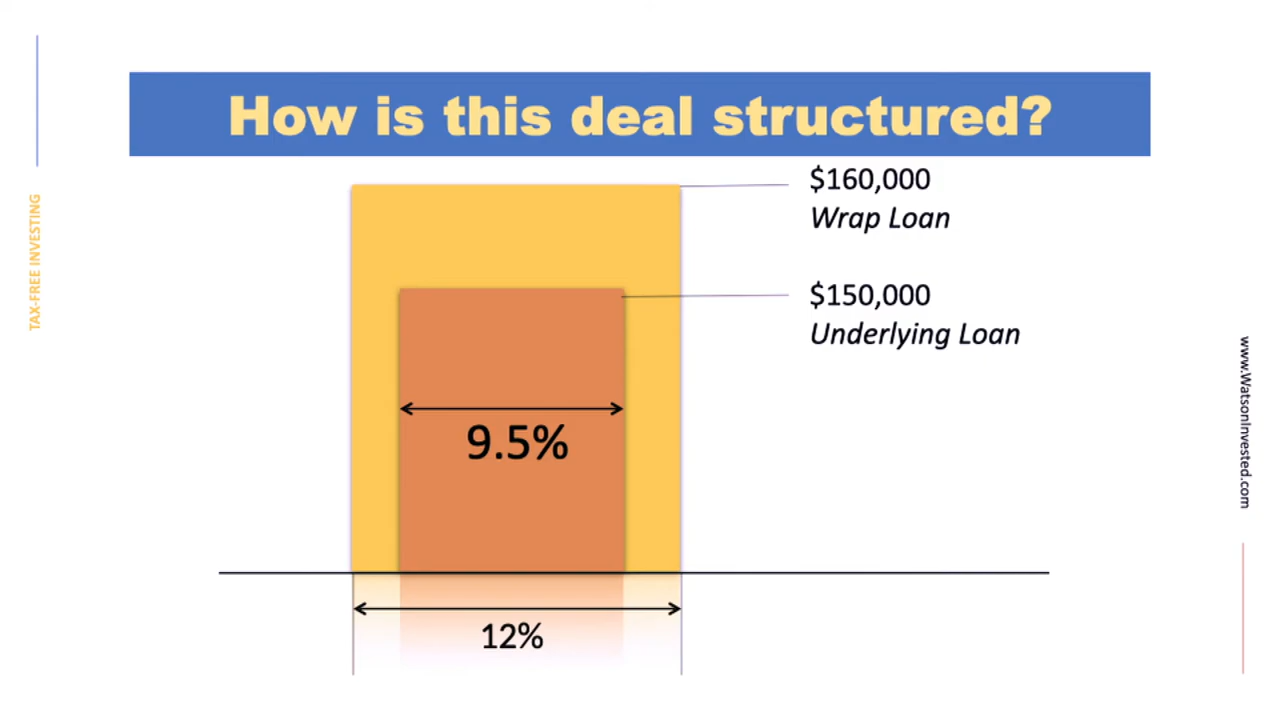 How is this deal structured?
$160,000
Wrap Loan
$150,000
Underlying Loan
9.5%
12%
TAX-FREE INVESTING
www.WatsonInvested.com